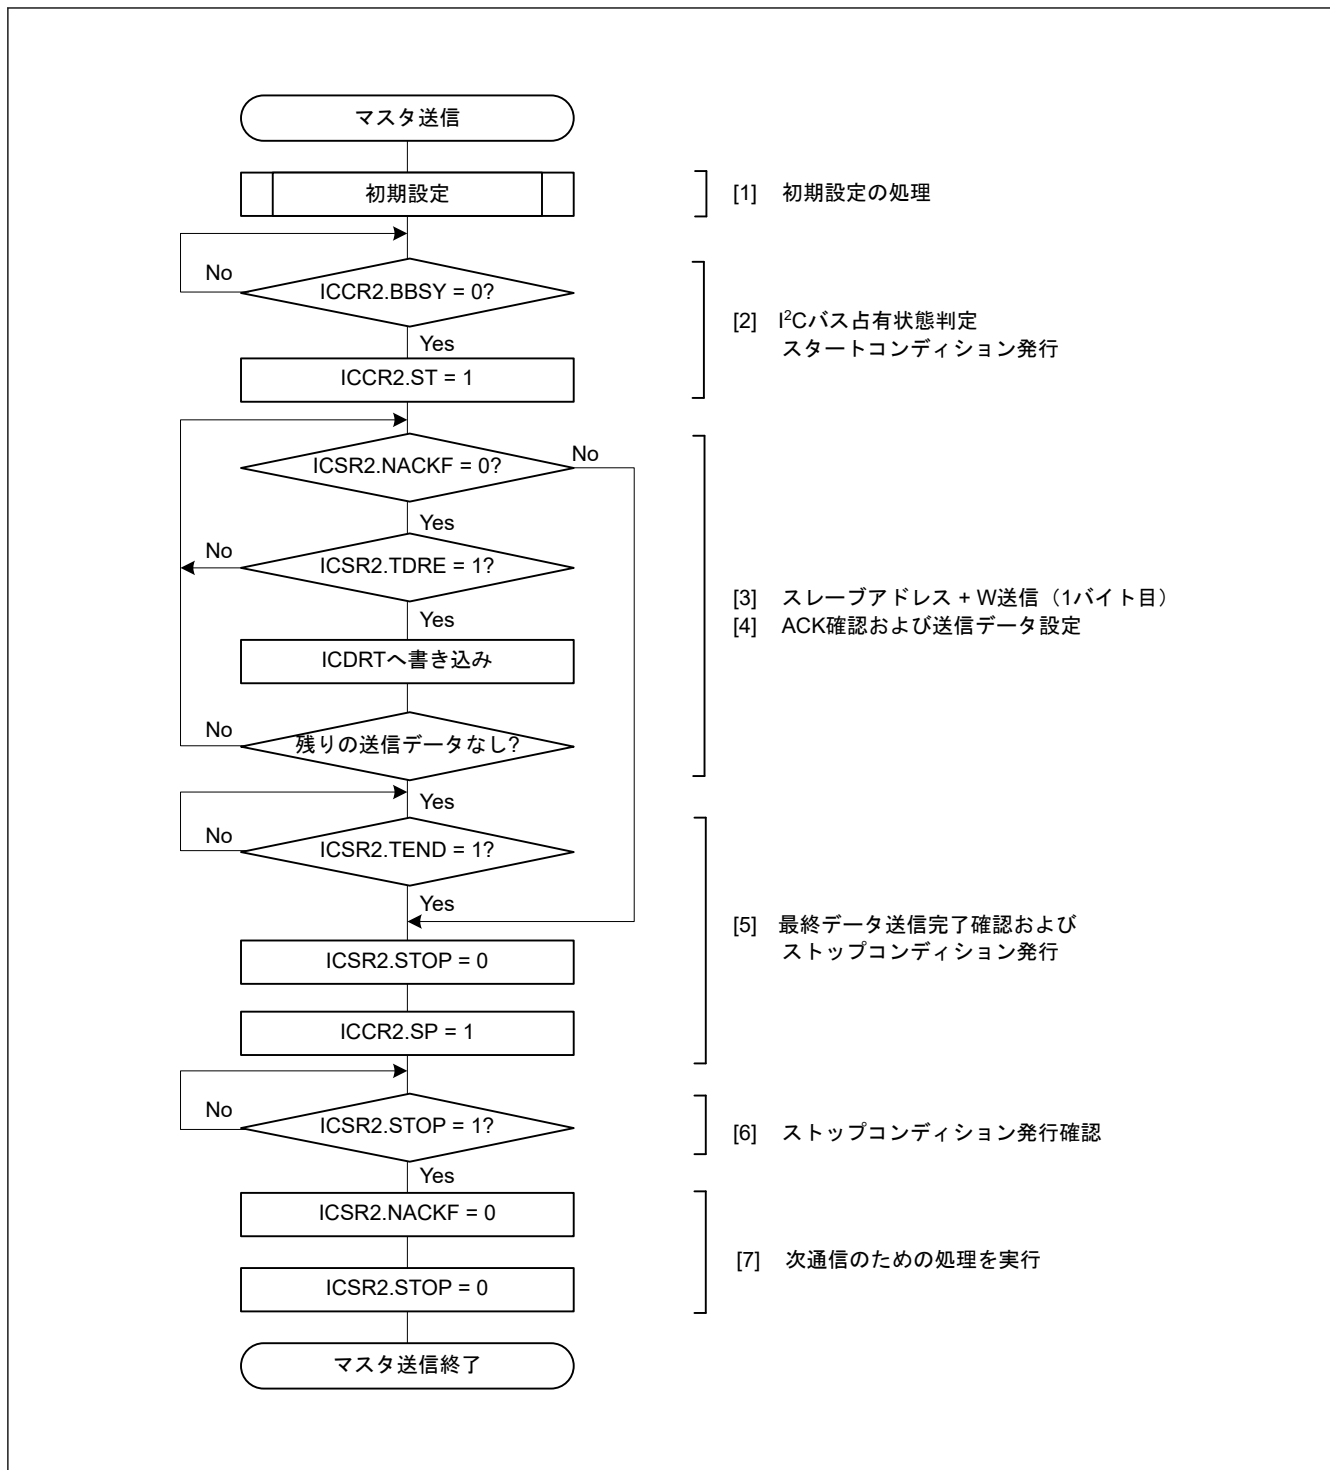 マスタ送信
初期設定
[1] 初期設定の処理
No
ICCR2.BBSY = 0?
Yes
[2] I²Cバス占有状態判定
スタートコンディション発行
ICCR2.ST = 1
ICSR2.NACKF = 0?
No
Yes
No
ICSR2.TDRE = 1?
Yes
[3] スレーブアドレス + W送信（1バイト目）
[4] ACK確認および送信データ設定
ICDRTへ書き込み
No
残りの送信データなし?
Yes
No
ICSR2.TEND = 1?
Yes
[5] 最終データ送信完了確認および
ストップコンディション発行
ICSR2.STOP = 0
ICCR2.SP = 1
No
ICSR2.STOP = 1?
[6] ストップコンディション発行確認
Yes
ICSR2.NACKF = 0
[7] 次通信のための処理を実行
ICSR2.STOP = 0
マスタ送信終了